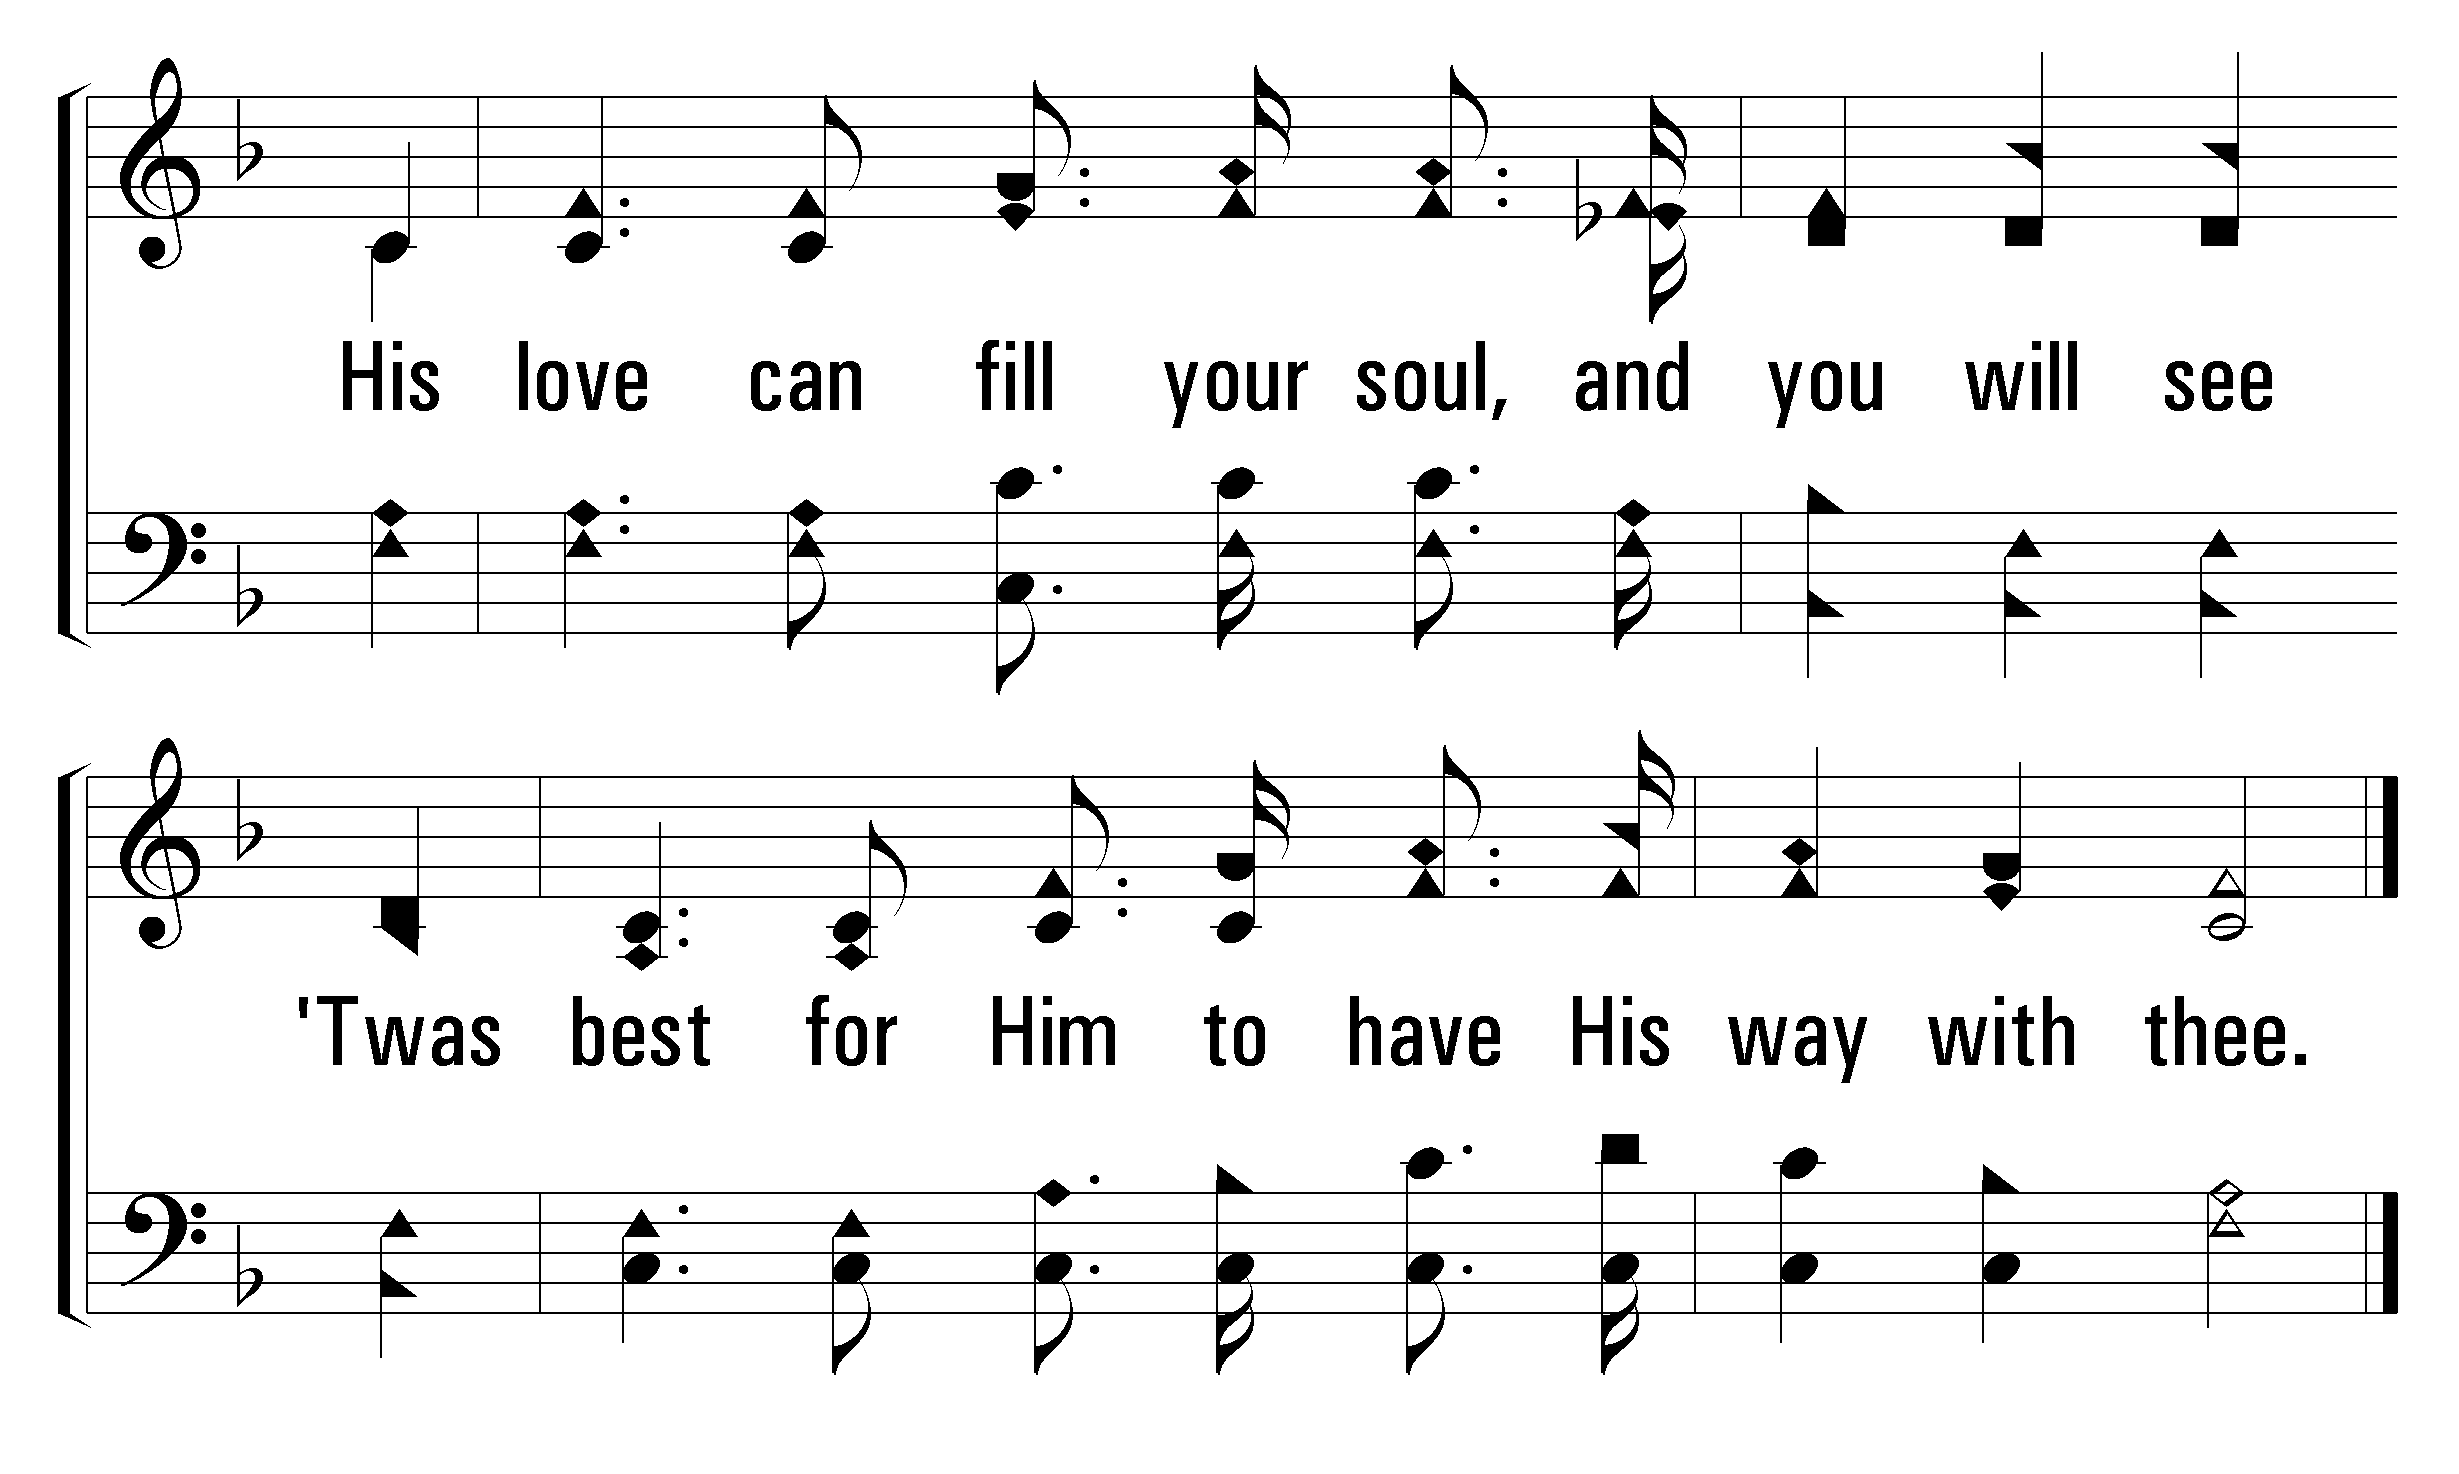 His love can fill your soul, and you will see
'Twas best for Him to have His way with thee.